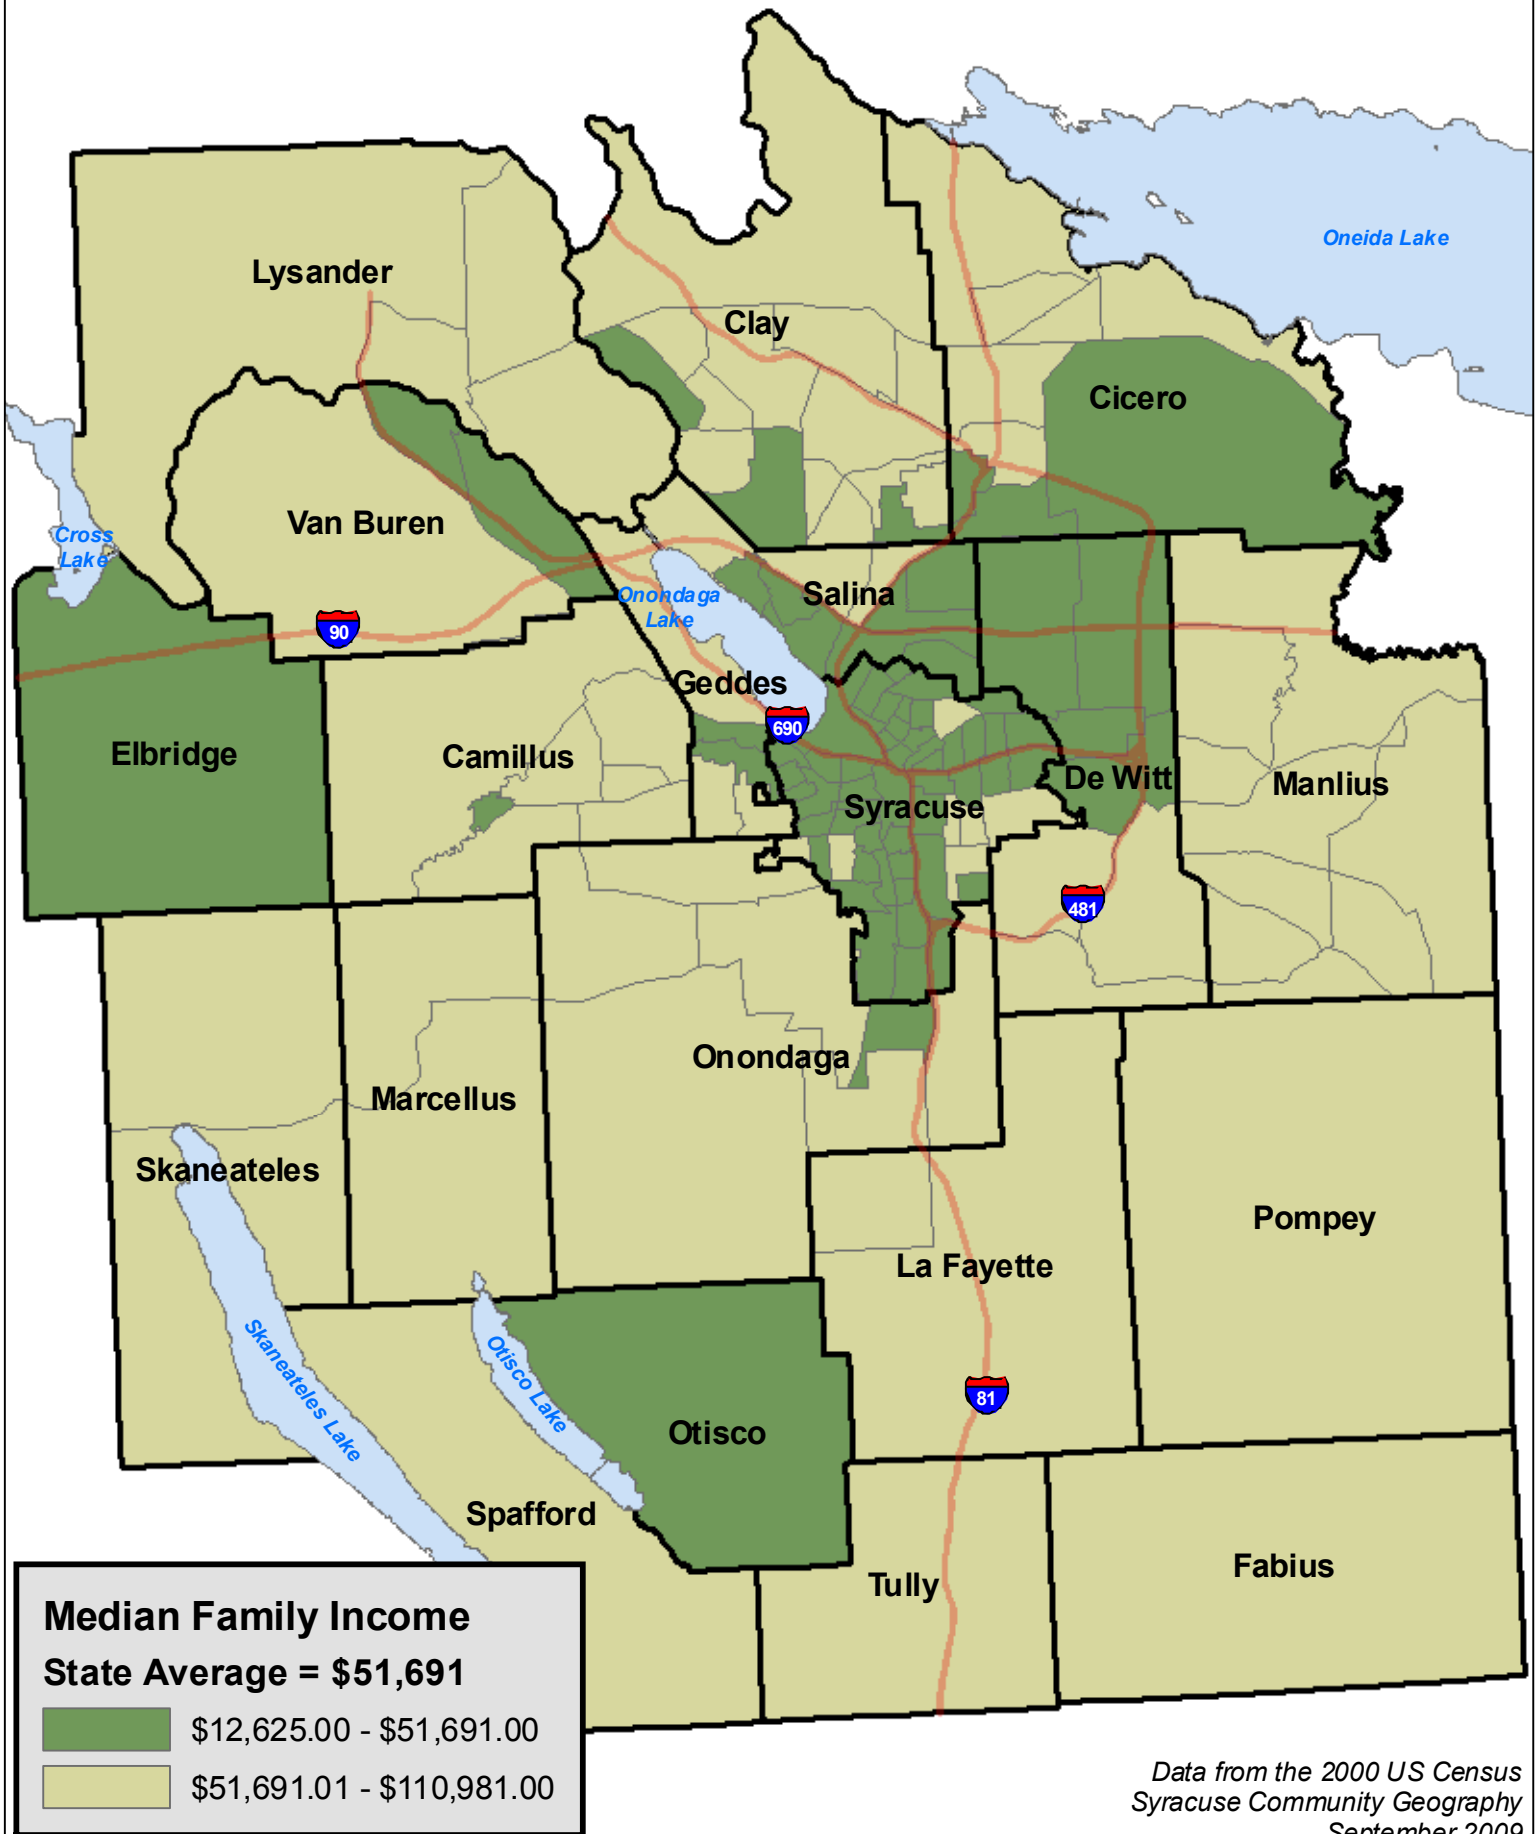 Oneida Lake
Lysander
Clay
Cicero
Van Buren
Cross
Lake
Salina
Onondaga
Lake
90
Geddes
690
Elbridge
Camillus
De Witt
Manlius
Syracuse
481
Onondaga
Marcellus
Skaneateles
Pompey
La Fayette
Skaneateles Lake
Otisco Lake
81
Otisco
Spafford
Fabius
Tully
Median Family Income
State Average = $51,691
$12,625.00 - $51,691.00
$51,691.01 - $110,981.00
Data from the 2000 US Census
Syracuse Community Geography
September 2009